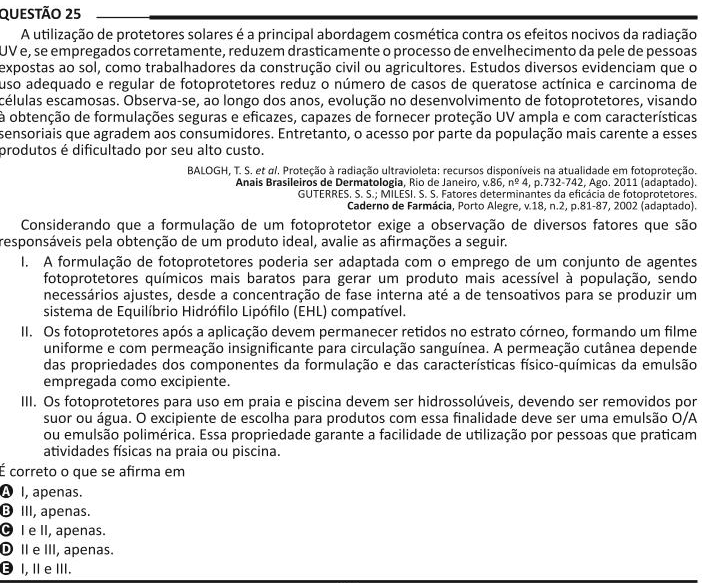 QUESTÃO 25
A utilização de protetores solares é a principal abordagem cosmética contra os efeitos nocivos da radiação
UV e, se empregados corretamente, reduzem drasticamente o processo de envelhecimento da pele de pessoas
expostas ao sol, como trabalhadores da construção civil ou agricultores. Estudos diversos evidenciam que o
uso adequado e regular de fotoprotetores reduz o número de casos de queratose actínica e carcinoma de
células escamosas. Observa-se, ao longo dos anos, evolução no desenvolvimento de fotoprotetores, visando
à obtenção de formulações seguras e eficazes, capazes de fornecer proteção UV ampla e com características
sensoriais que agradem aos consumidores. Entretanto, o acesso por parte da população mais carente a esses
produtos é dificultado por seu alto custo.
BALOGH, T. S. et al. Proteção à radiação ultravioleta: recursos disponíveis na atualidade em fotoproteção.
Anais Brasileiros de Dermatologia, Rio de Janeiro, v.86, nº 4, p.732-742, Ago. 2011 (adaptado).
GUTERRES. S. S.; MILESI. S. S. Fatores determinantes da eficácia de fotoprotetores.
Caderno de Farmácia, Porto Alegre, v.18, n.2, p.81-87, 2002 (adaptado).
Considerando que a formulação de um fotoprotetor exige a observação de diversos fatores que são
responsáveis pela obtenção de um produto ideal, avalie as afirmações a seguir.
I. A formulação de fotoprotetores poderia ser adaptada com o emprego de um conjunto de agentes
fotoprotetores químicos mais baratos para gerar um produto mais acessível à população, sendo
necessários ajustes, desde a concentração de fase interna até a de tensoativos para se produzir um
sistema de Equilíbrio Hidrófilo Lipófilo (EHL) compatível.
II. Os fotoprotetores após a aplicação devem permanecer retidos no estrato córneo, formando um filme
uniforme e com permeação insignificante para circulação sanguínea. A permeação cutânea depende
das propriedades dos componentes da formulação e das características físico-químicas da emulsão
empregada como excipiente.
III. Os fotoprotetores para uso em praia e piscina devem ser hidrossolúveis, devendo ser removidos por
suor ou água. O excipiente de escolha para produtos com essa finalidade deve ser uma emulsão O/A
ou emulsão polimérica. Essa propriedade garante a facilidade de utilização por pessoas que praticam
atividades físicas na praia ou piscina.
É correto o que se afirma em
A I, apenas.
B III, apenas.
C I e II, apenas.
D II e III, apenas.
E I, II e III.